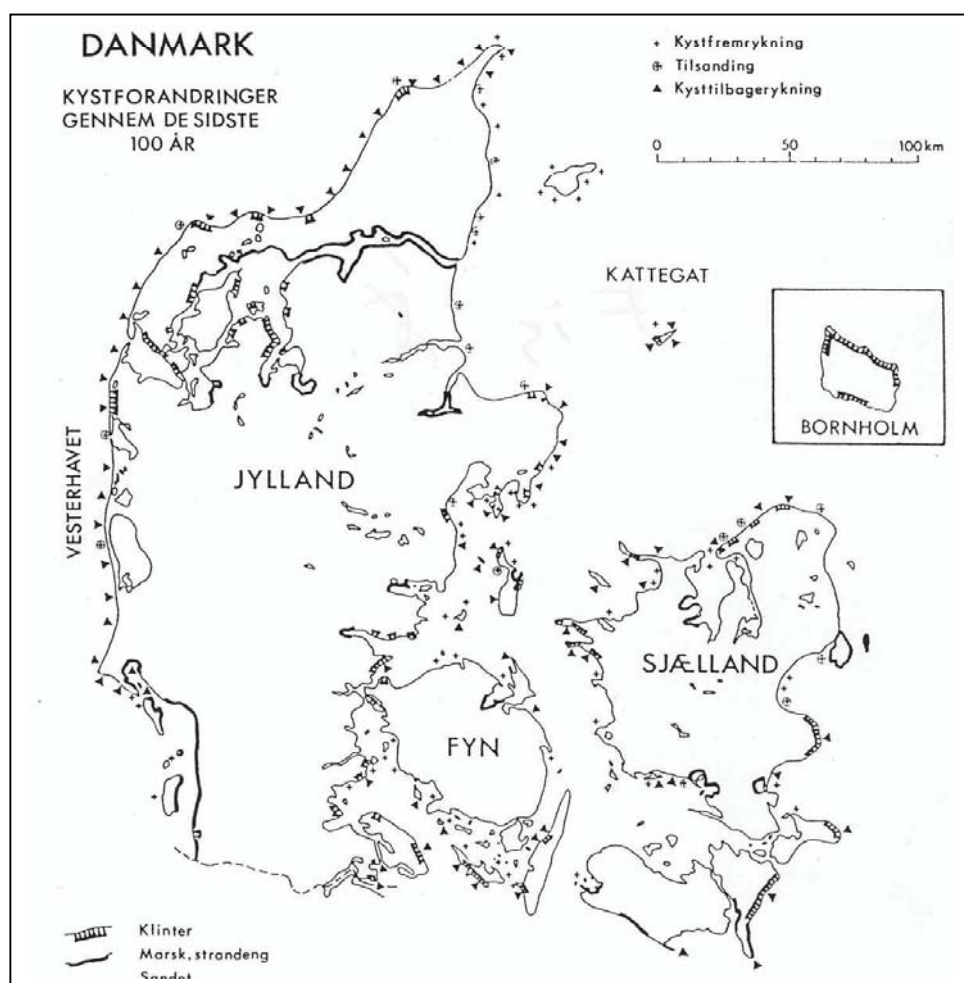 DANMARK
KYSTFORANDRINGER
GENNEM DE SIDSTE
100 ÅR
Kystfremrykning
Tilsanding
Kysttilbagerykning
0 50 100 km
KATTEGAT
BORNHOLM
VESTERHAVET
JYLLAND
SJÆLLAND
FYN
Klinter
Marsk, strandeng